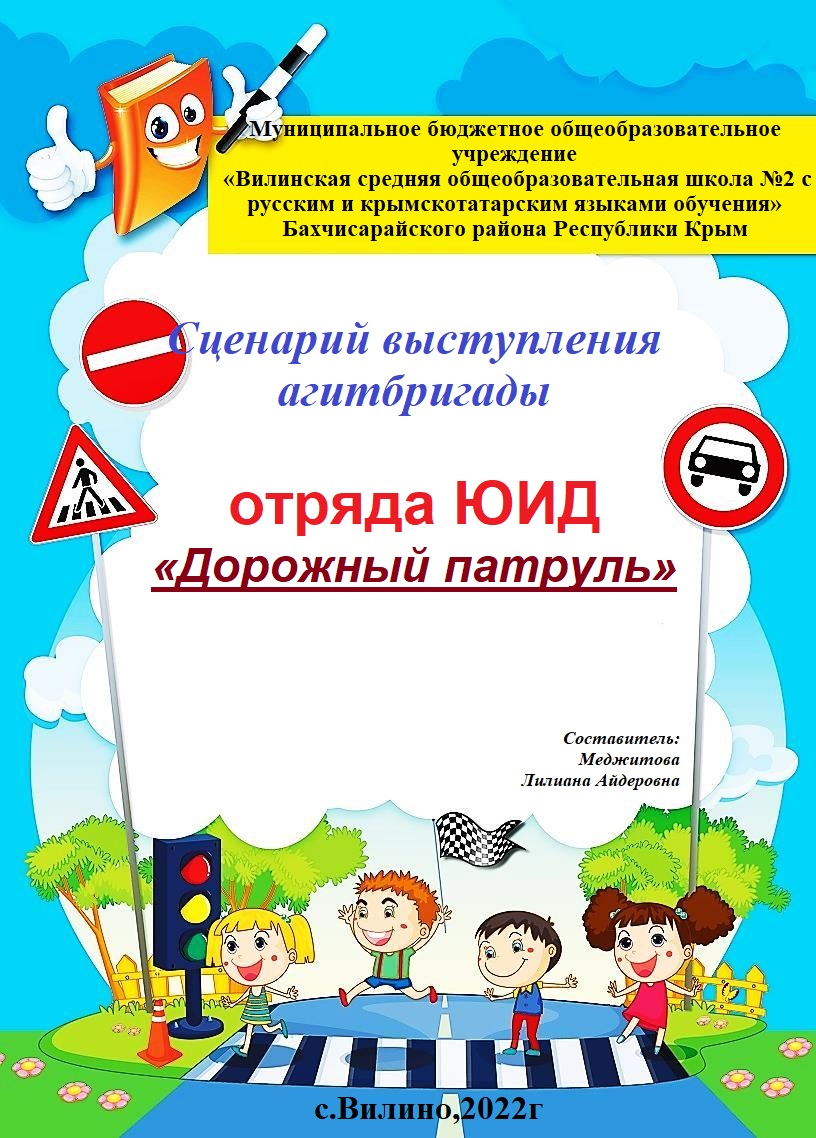 Муниципальное бюджетное общеобразовательное
учреждение
«Вилинская средняя общеобразовательная школа №2 с
русским и крымскотатарским языками обучения»
Бахчисарайского района Республики Крым
Сценарий выступления
агитбригады
отряда ЮИД
«Дорожный патруль»
Составитель:
Меджитова
Лилиана Айдеровна
с.Вилино,2022г